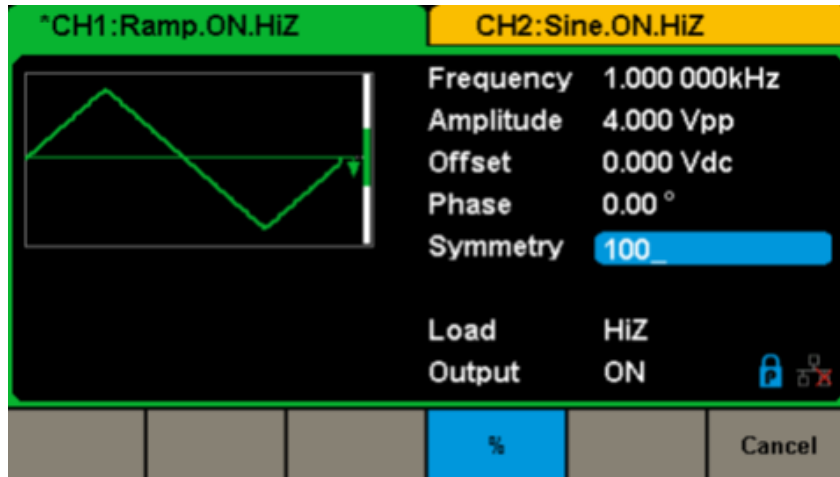 *CH1:Ramp.ON.HiZ CH2:Sine.ON.HiZ
Frequency 1.000 000kHz
Amplitude 4.000 Vpp
Offset 0.000 Vdc
Phase 0.00 °
Symmetry 100_
Load HiZ
Output ON P
% Cancel